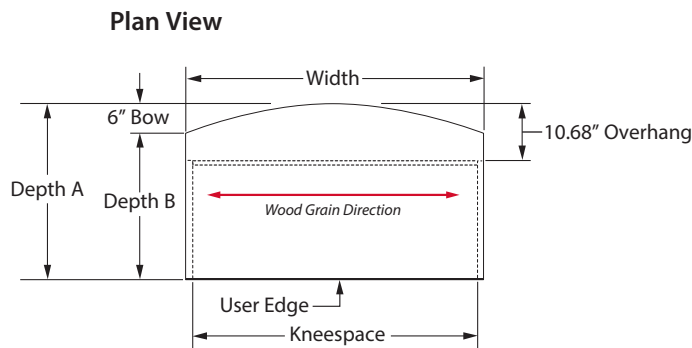 Plan View
Width
6” Bow
10.68” Overhang
Depth A
Depth B
Wood Grain Direction
User Edge
Kneespace